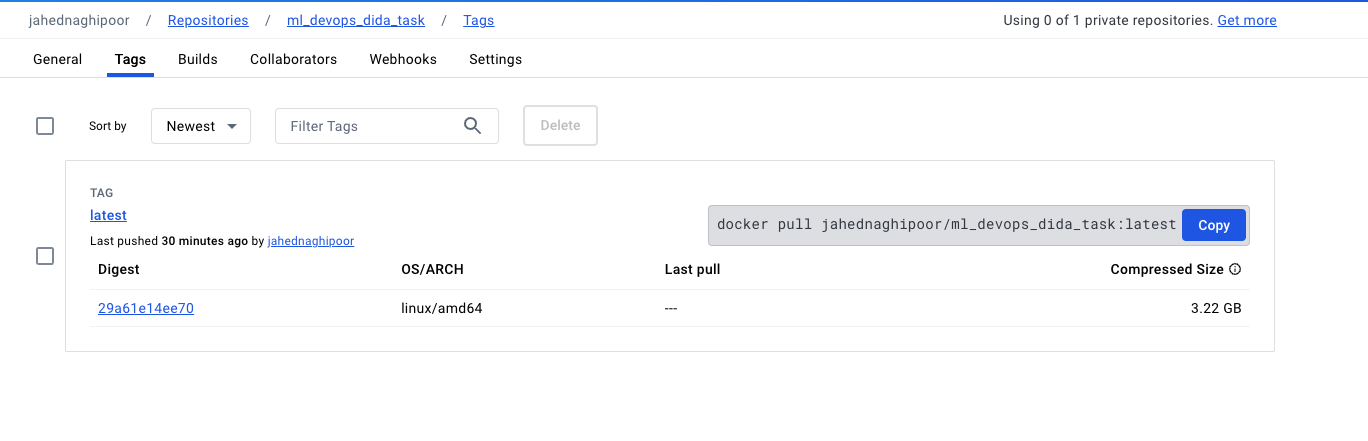 jahednaghipoor / Repositories / ml_devops_dida_task / Tags Using 0 of 1 private repositories. Get more
General Tags Builds Collaborators Webhooks Settings
Sort by Newest Filter Tags Delete
TAG
latest
docker pull jahednaghipoor/ml_devops_dida_task:latest Copy
Last pushed 30 minutes ago by jahednaghipoor
Digest OS/ARCH Last pull Compressed Size
29a61e14ee70 linux/amd64 --- 3.22 GB